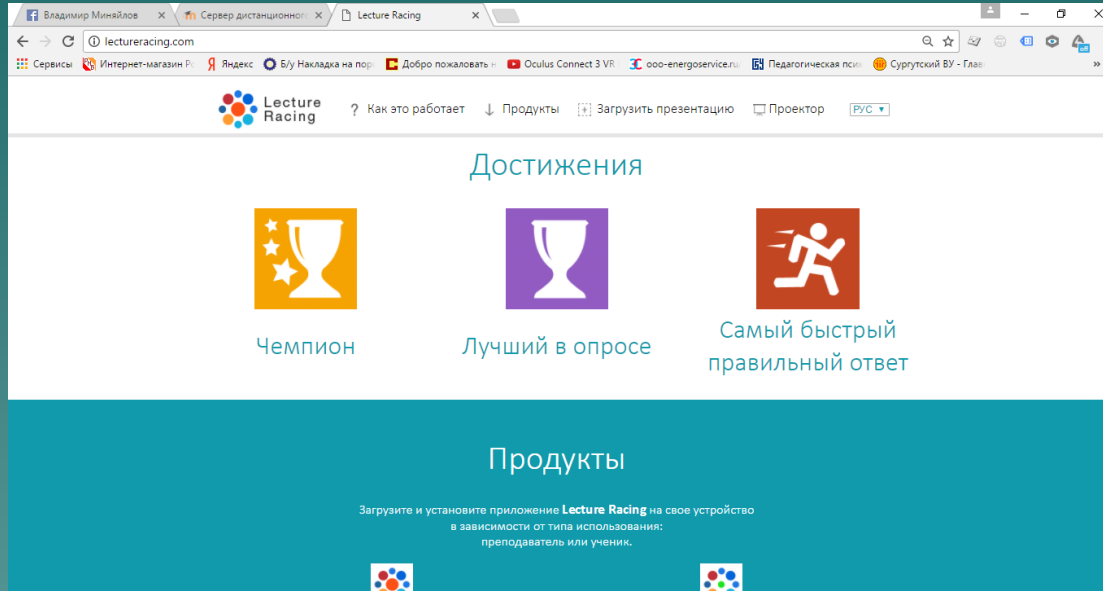 Владимир Миняйлов
Сервер дистанционного
Lecture Racing
lectureracing.com
Сервисы Интернет-магазин Яндекс Б/у Накладка на пор Добро пожаловать Oculus Connect 3 VR ooo-energoservice.ru Педагогическая Сургутский ВУ - Глав »
Lecture
Racing
? Как это работает ↓ Продукты Загрузить презентацию Проектор РУС ▼
Достижения
Чемпион
Лучший в опросе
Самый быстрый
правильный ответ
Продукты
Загрузите и установите приложение Lecture Racing на свое устройство
в зависимости от типа использования:
преподаватель или ученик.